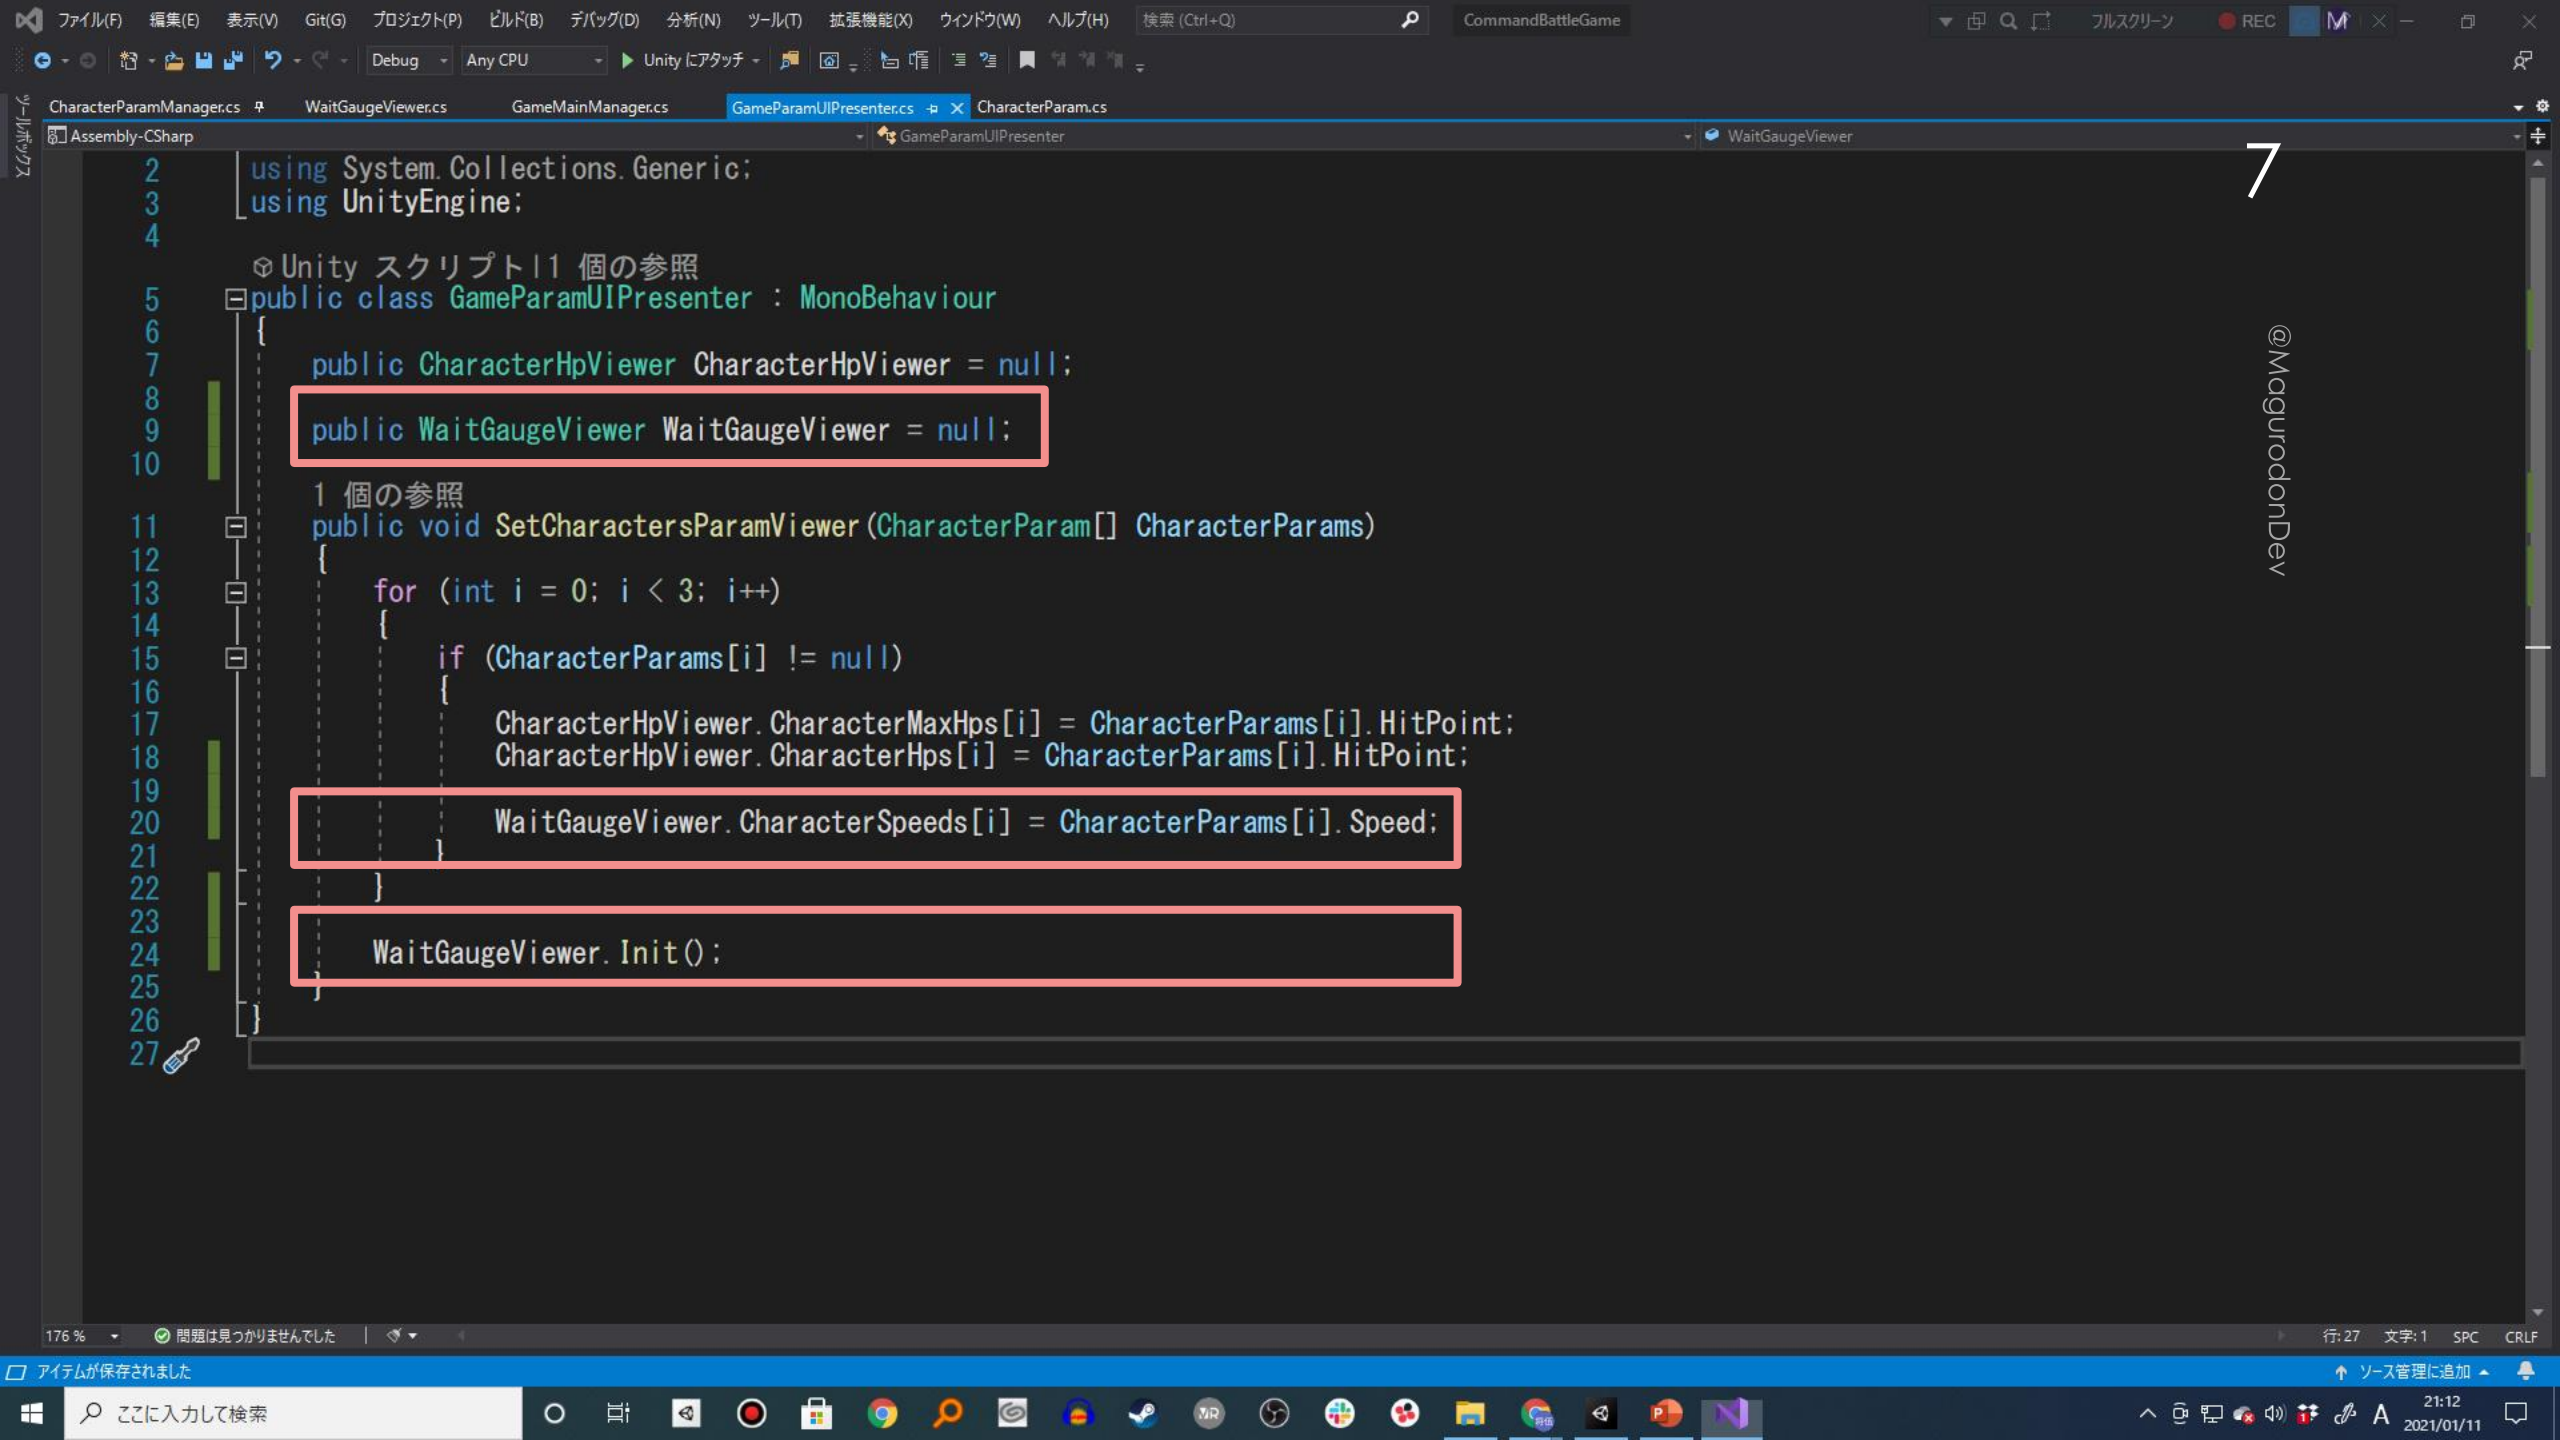 ファイル(F) 編集(E) 表示(V) Git(G) プロジェクト(P) ビルド(B) デバッグ(D) 分析(N) ツール(T) 拡張機能(X) ウィンドウ(W) ヘルプ(H) 検索 (Ctrl+Q) CommandBattleGame フルスクリーン REC
Debug Any CPU Unity にアタッチ
ツールボックス
CharacterParamManager.cs WaitGaugeViewer.cs GameMainManager.cs GameParamUIPresenter.cs CharacterParam.cs
Assembly-CSharp GameParamUIPresenter WaitGaugeViewer
7
@MagurodonDev
2 using System.Collections.Generic;
3 using UnityEngine;
4
Unity スクリプト|1 個の参照
5 public class GameParamUIPresenter : MonoBehaviour
6 {
7 public CharacterHpViewer CharacterHpViewer = null;
8
9 public WaitGaugeViewer WaitGaugeViewer = null;
10
1 個の参照
11 public void SetCharactersParamViewer(CharacterParam[] CharacterParams)
12 {
13 for (int i = 0; i < 3; i++)
14 {
15 if (CharacterParams[i] != null)
16 {
17 CharacterHpViewer.CharacterMaxHps[i] = CharacterParams[i].HitPoint;
18 CharacterHpViewer.CharacterHps[i] = CharacterParams[i].HitPoint;
19
20 WaitGaugeViewer.CharacterSpeeds[i] = CharacterParams[i].Speed;
21 }
22 }
23
24 WaitGaugeViewer.Init();
25 }
26 }
27
176 % 問題は見つかりませんでした 行: 27 文字: 1 SPC CRLF
アイテムが保存されました ソース管理に追加
ここに入力して検索 A 21:12
2021/01/11